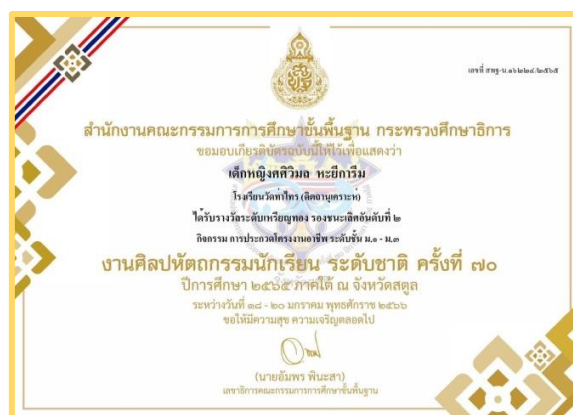 เลขที่ สพฐ-น.๑๖๒๒๔/๒๕๖๕
สำนักงานคณะกรรมการการศึกษาขั้นพื้นฐาน กระทรวงศึกษาธิการ
ขอมอบเกียรติบัตรฉบับนี้ให้ไว้เพื่อแสดงว่า
เด็กหญิงศศิวิมล หะยีการีม
โรงเรียนวัดท่าไทร (ดิตถานุเคราะห์)
ได้รับรางวัลระดับเหรียญทอง รองชนะเลิศอันดับที่ ๒
กิจกรรม การประกวดโครงงานอาชีพ ระดับชั้น ม.๑ - ม.๓
งานศิลปหัตถกรรมนักเรียน ระดับชาติ ครั้งที่ ๗๐
ปีการศึกษา ๒๕๖๕ ภาคใต้ ณ จังหวัดสตูล
ระหว่างวันที่ ๑๘ - ๒๐ มกราคม พุทธศักราช ๒๕๖๖
ขอให้มีความสุข ความเจริญตลอดไป
(นายอัมพร พินะสา)
เลขาธิการคณะกรรมการการศึกษาขั้นพื้นฐาน